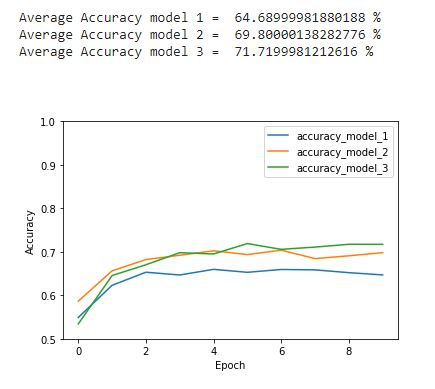 Average Accuracy model 1 =  64.68999981880188 %
Average Accuracy model 2 =  69.80000138282776 %
Average Accuracy model 3 =  71.7199981212616 %
accuracy_model_1
accuracy_model_2
accuracy_model_3
1.0
0.9
0.8
0.7
0.6
0.5
Accuracy
0 2 4 6 8
Epoch